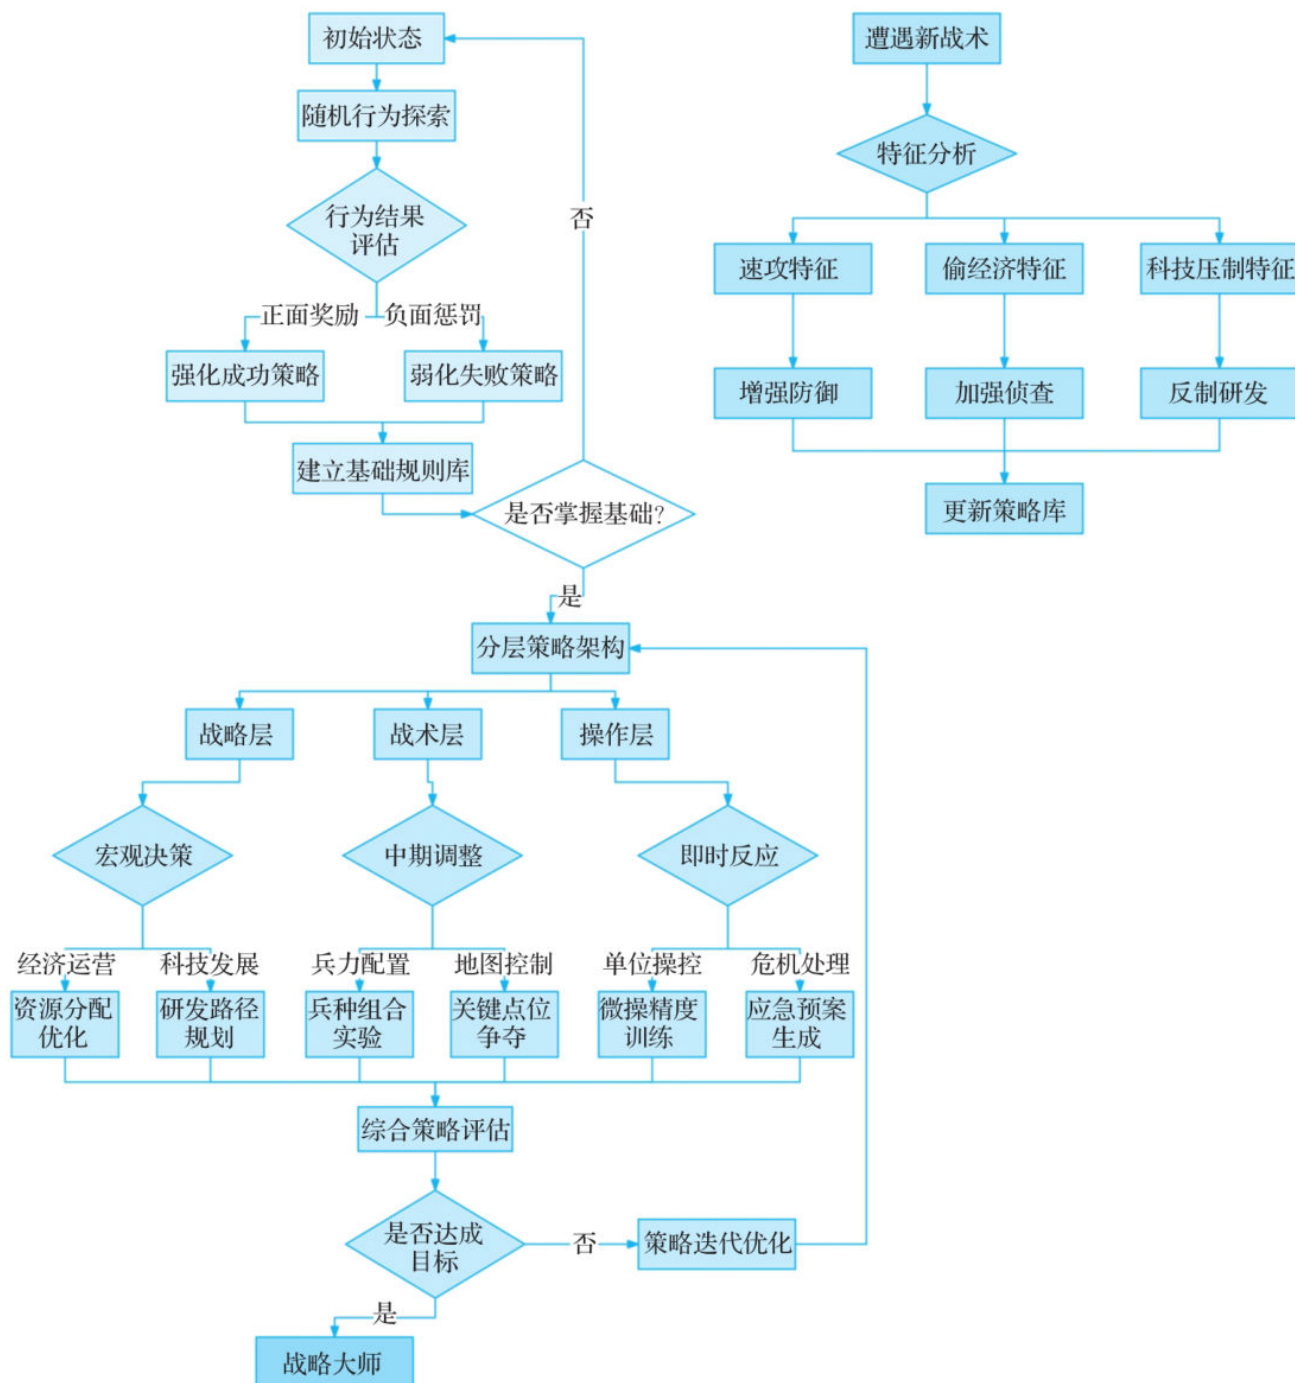 初始状态
随机行为探索
行为结果
评估
正面奖励
负面惩罚
强化成功策略
弱化失败策略
建立基础规则库
否
是否掌握基础?
是
遭遇新战术
特征分析
速攻特征
偷经济特征
科技压制特征
增强防御
加强侦查
反制研发
更新策略库
分层策略架构
战略层
战术层
操作层
宏观决策
中期调整
即时反应
经济运营
科技发展
兵力配置
地图控制
单位操控
危机处理
资源分配
优化
研发路径
规划
兵种组合
实验
关键点位
争夺
微操精度
训练
应急预案
生成
综合策略评估
是否达成
目标
否
策略迭代优化
是
战略大师